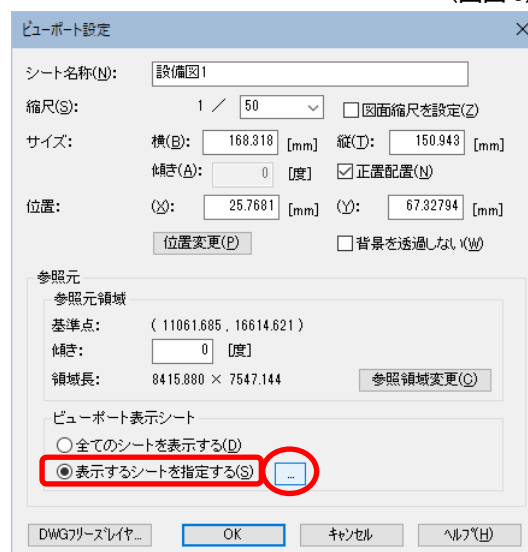 ビューポート設定
シート名称(N): 設備図1
縮尺(S): 1 / 50 図面縮尺を設定(Z)
サイズ: 横(B): 168.318 [mm] 縦(T): 150.943 [mm]
傾き(A): 0 [度] 正置配置(N)
位置: (X): 25.7681 [mm] (Y): 67.32794 [mm]
位置変更(P) 背景を透過しない(W)
参照元
参照元領域
基準点: ( 11061.685 , 16614.621 )
傾き: 0 [度]
領域長: 8415.880 × 7547.144 参照領域変更(C)
ビューポート表示シート
全てのシートを表示する(D)
表示するシートを指定する(S) ...
DWGフリーズレイヤ... OK キャンセル ヘルプ(H)